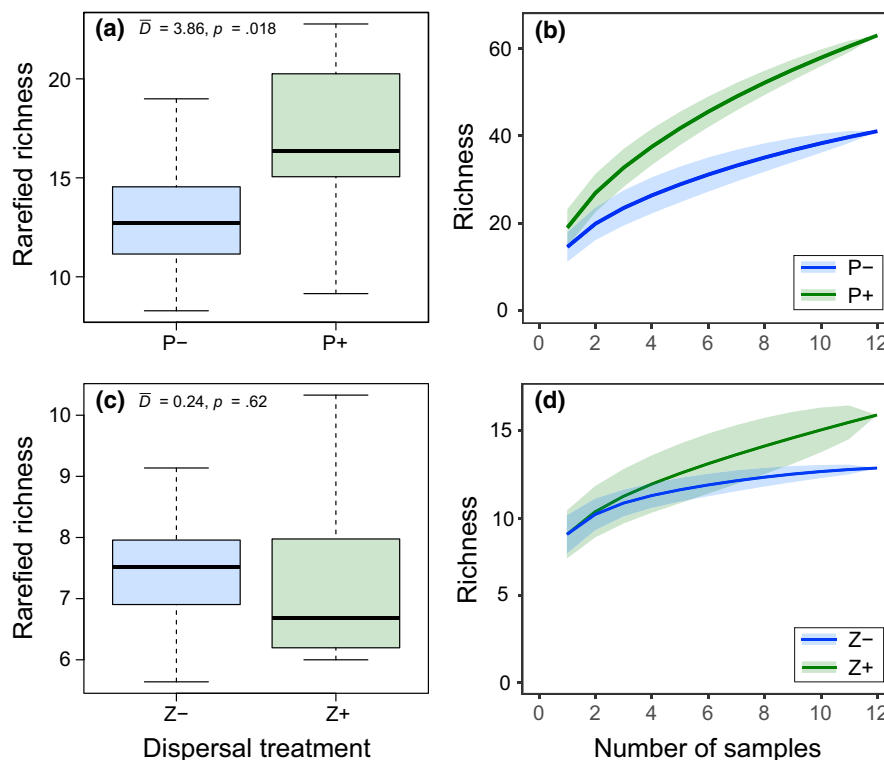 (a) D̅ = 3.86, p = .018
Rarefied richness
20
15
10
P− P+
(b)
Richness
60
40
20
0
P−
P+
0 2 4 6 8 10 12
(c) D̅ = 0.24, p = .62
Rarefied richness
10
9
8
7
6
Z− Z+
Dispersal treatment
(d)
Richness
15
10
5
0
Z−
Z+
0 2 4 6 8 10 12
Number of samples